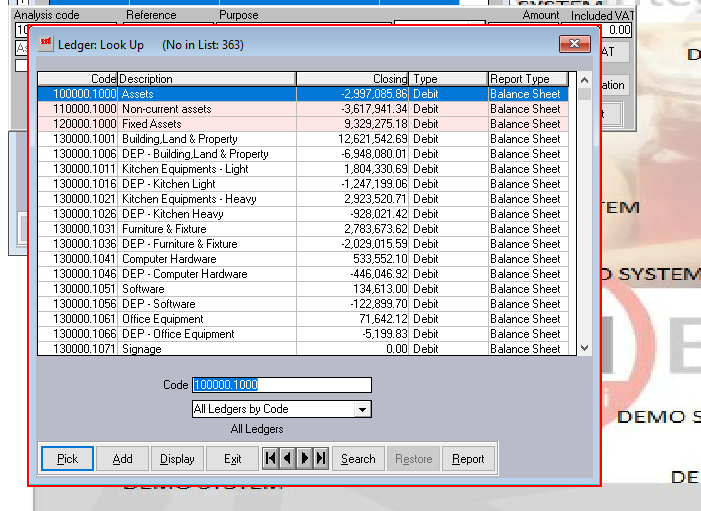 Analysis code Reference Purpose Amount Included VAT
0.00
Ledger: Look Up (No in List: 363)
Code Description Closing Type Report Type
100000.1000 Assets -2,997,085.86 Debit Balance Sheet
110000.1000 Non-current assets -3,617,941.34 Debit Balance Sheet
120000.1000 Fixed Assets 9,329,275.18 Debit Balance Sheet
130000.1001 Building,Land & Property 12,621,542.69 Debit Balance Sheet
130000.1006 DEP - Building,Land & Property -6,948,080.01 Debit Balance Sheet
130000.1011 Kitchen Equipments - Light 1,804,330.69 Debit Balance Sheet
130000.1016 DEP - Kitchen Light -1,247,199.06 Debit Balance Sheet
130000.1021 Kitchen Equipments - Heavy 2,923,520.71 Debit Balance Sheet
130000.1026 DEP - Kitchen Heavy -928,021.42 Debit Balance Sheet
130000.1031 Furniture & Fixture 2,783,673.62 Debit Balance Sheet
130000.1036 DEP - Furniture & Fixture -2,029,015.59 Debit Balance Sheet
130000.1041 Computer Hardware 533,552.10 Debit Balance Sheet
130000.1046 DEP - Computer Hardware -446,046.92 Debit Balance Sheet
130000.1051 Software 134,613.00 Debit Balance Sheet
130000.1056 DEP - Software -122,899.70 Debit Balance Sheet
130000.1061 Office Equipment 71,642.12 Debit Balance Sheet
130000.1066 DEP - Office Equipment -5,199.83 Debit Balance Sheet
130000.1071 Signage 0.00 Debit Balance Sheet
Code 100000.1000
All Ledgers by Code
All Ledgers
Pick Add Display Exit Search Restore Report
AT
ation
t
TEM
O SYSTEM
DEMO S
DE
DEMO SYSTEM